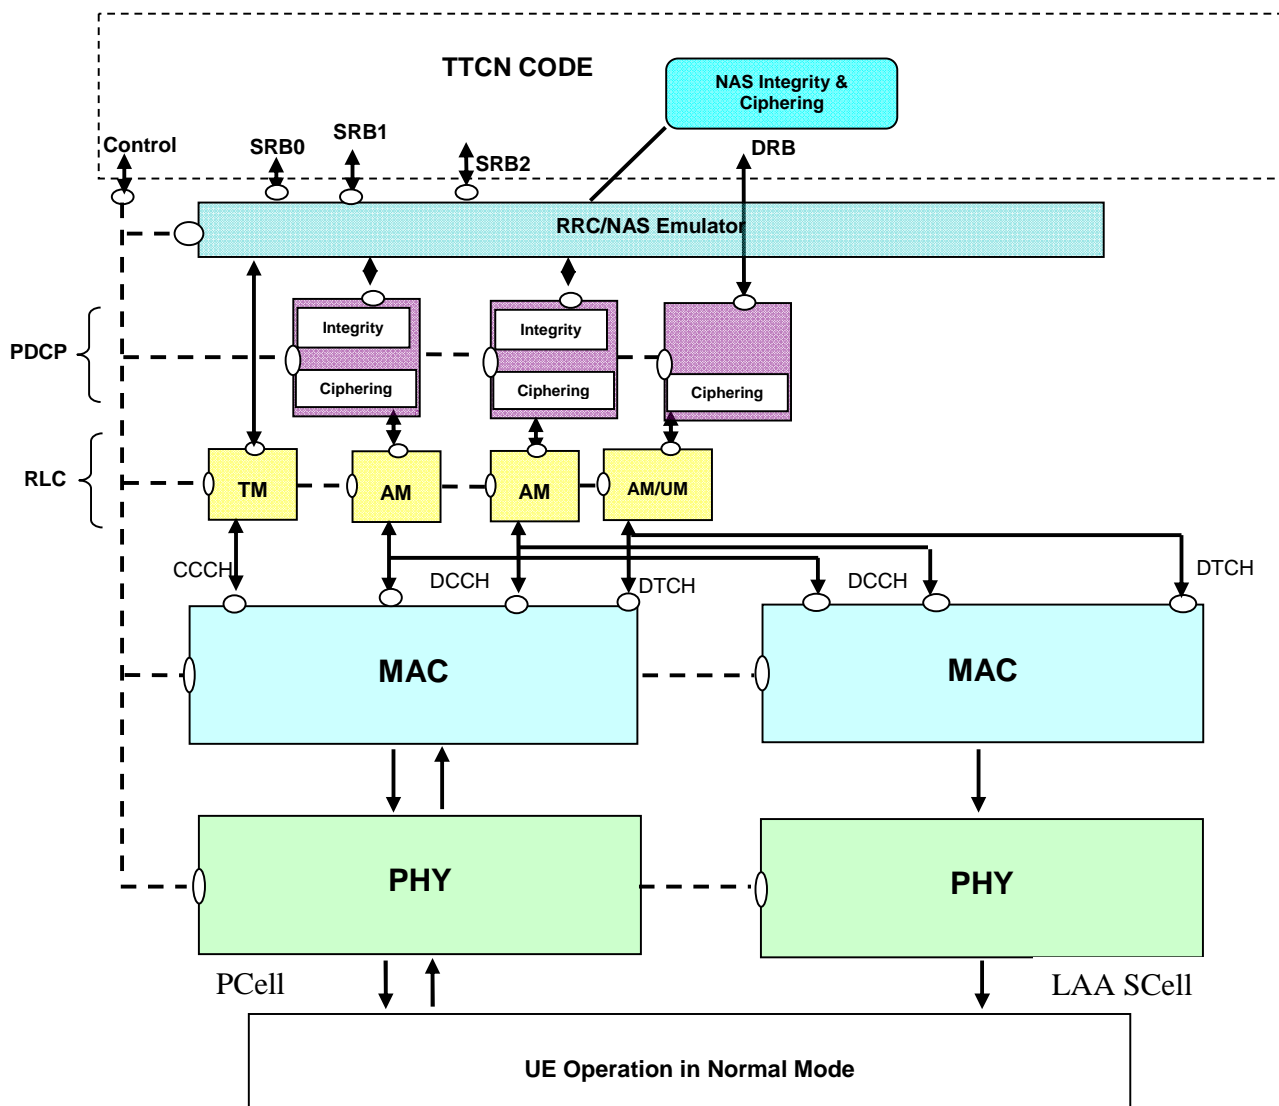 TTCN CODE
NAS Integrity &
Ciphering
Control
SRB0
SRB1
SRB2
DRB
RRC/NAS Emulator
PDCP
Integrity
Integrity
Ciphering
Ciphering
Ciphering
RLC
TM
AM
AM
AM/UM
CCCH
DCCH
DTCH
DCCH
DTCH
MAC
MAC
PHY
PHY
PCell
LAA SCell
UE Operation in Normal Mode